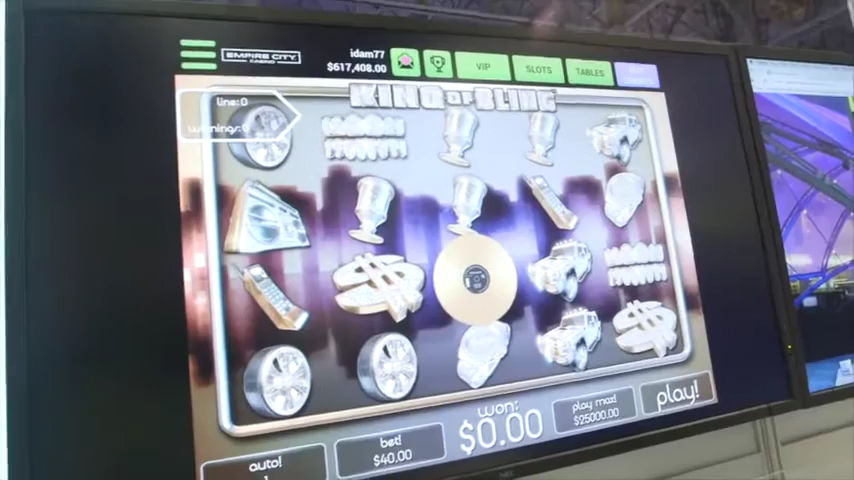 EMPIRE CITY
CASINO
idam77
$617,408.00
VIP
SLOTS
TABLES
KING OF BLING
line: 0
winnings: 0
won:
$0.00
auto!
bet!
$40.00
play max!
$25000.00
play!